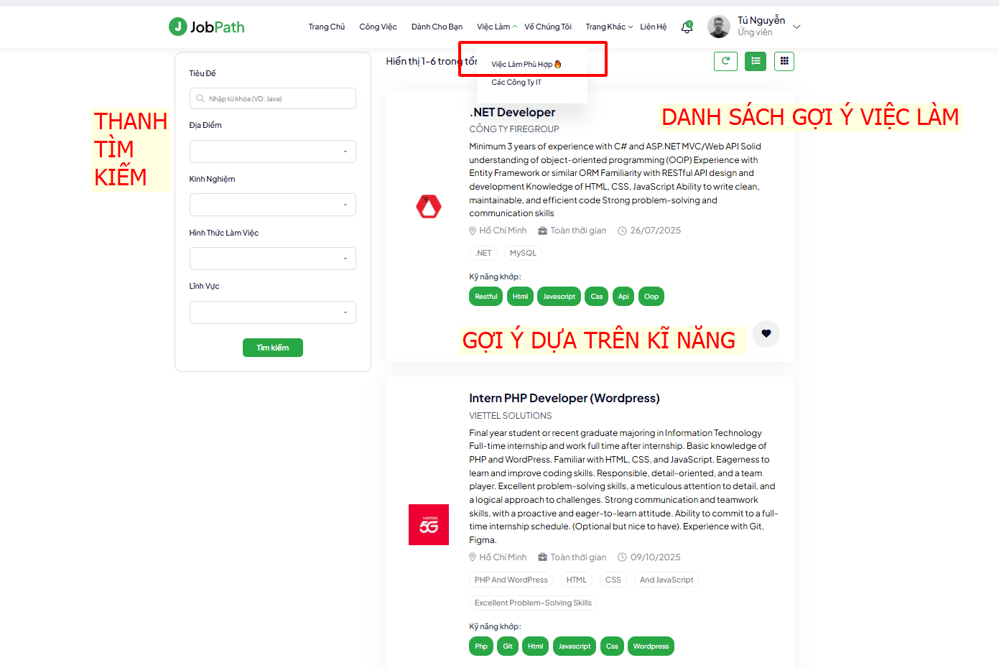 JobPath
Trang Chủ Công Việc Dành Cho Bạn Việc Làm Về Chúng Tôi Trang Khác Liên Hệ 1 Tú Nguyễn
Ứng viên
Việc Làm Phù Hợp🔥
Các Công Ty IT
Tiêu Đề
Nhập từ khóa (VD: Java)
Địa Điểm
Kinh Nghiệm
Hình Thức Làm Việc
Lĩnh Vực
Tìm kiếm
THANH
TÌM
KIẾM
Hiển thị 1-6 trong
DANH SÁCH GỢI Ý VIỆC LÀM
.NET Developer
CÔNG TY FIREGROUP
Minimum 3 years of experience with C# and ASP.NET MVC/Web API Solid
understanding of object-oriented programming (OOP) Experience with
Entity Framework or similar ORM Familiarity with RESTful API design and
development Knowledge of HTML, CSS, JavaScript Ability to write clean,
maintainable, and efficient code Strong problem-solving and
communication skills
Hồ Chí Minh Toàn thời gian 26/07/2025
.NET MySQL
Kỹ năng khớp:
Restful Html Javascript Css Api Oop
GỢI Ý DỰA TRÊN KĨ NĂNG
Intern PHP Developer (Wordpress)
VIETTEL SOLUTIONS
Final year student or recent graduate majoring in Information Technology
Full-time internship and work full time after internship. Basic knowledge of
PHP and WordPress. Familiar with HTML, CSS, and JavaScript. Eagerness to
learn and improve coding skills. Responsible, detail-oriented, and a team
player. Excellent problem-solving skills, a meticulous attention to detail, and
a logical approach to challenges. Strong communication and teamwork
skills, with a proactive and eager-to-learn attitude. Ability to commit to a full-
time internship schedule. (Optional but nice to have). Experience with Git,
Figma.
viettel
5G
Hồ Chí Minh Toàn thời gian 09/10/2025
PHP And WordPress HTML CSS And JavaScript
Excellent Problem-Solving Skills
Kỹ năng khớp:
Php Git Html Javascript Css Wordpress